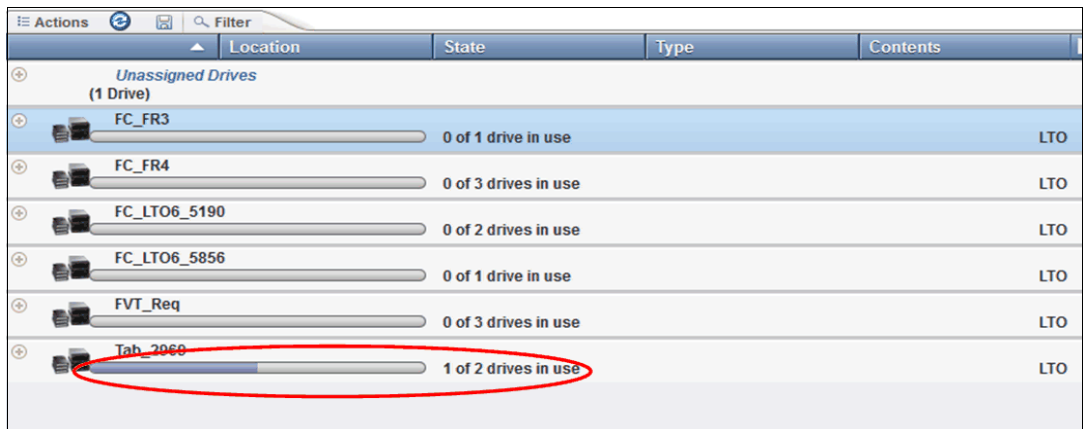 Actions Filter
Location State Type Contents
Unassigned Drives
(1 Drive)
FC_FR3
0 of 1 drive in use LTO
FC_FR4
0 of 3 drives in use LTO
FC_LTO6_5190
0 of 2 drives in use LTO
FC_LTO6_5856
0 of 1 drive in use LTO
FVT_Req
0 of 3 drives in use LTO
Tab_2969
1 of 2 drives in use LTO